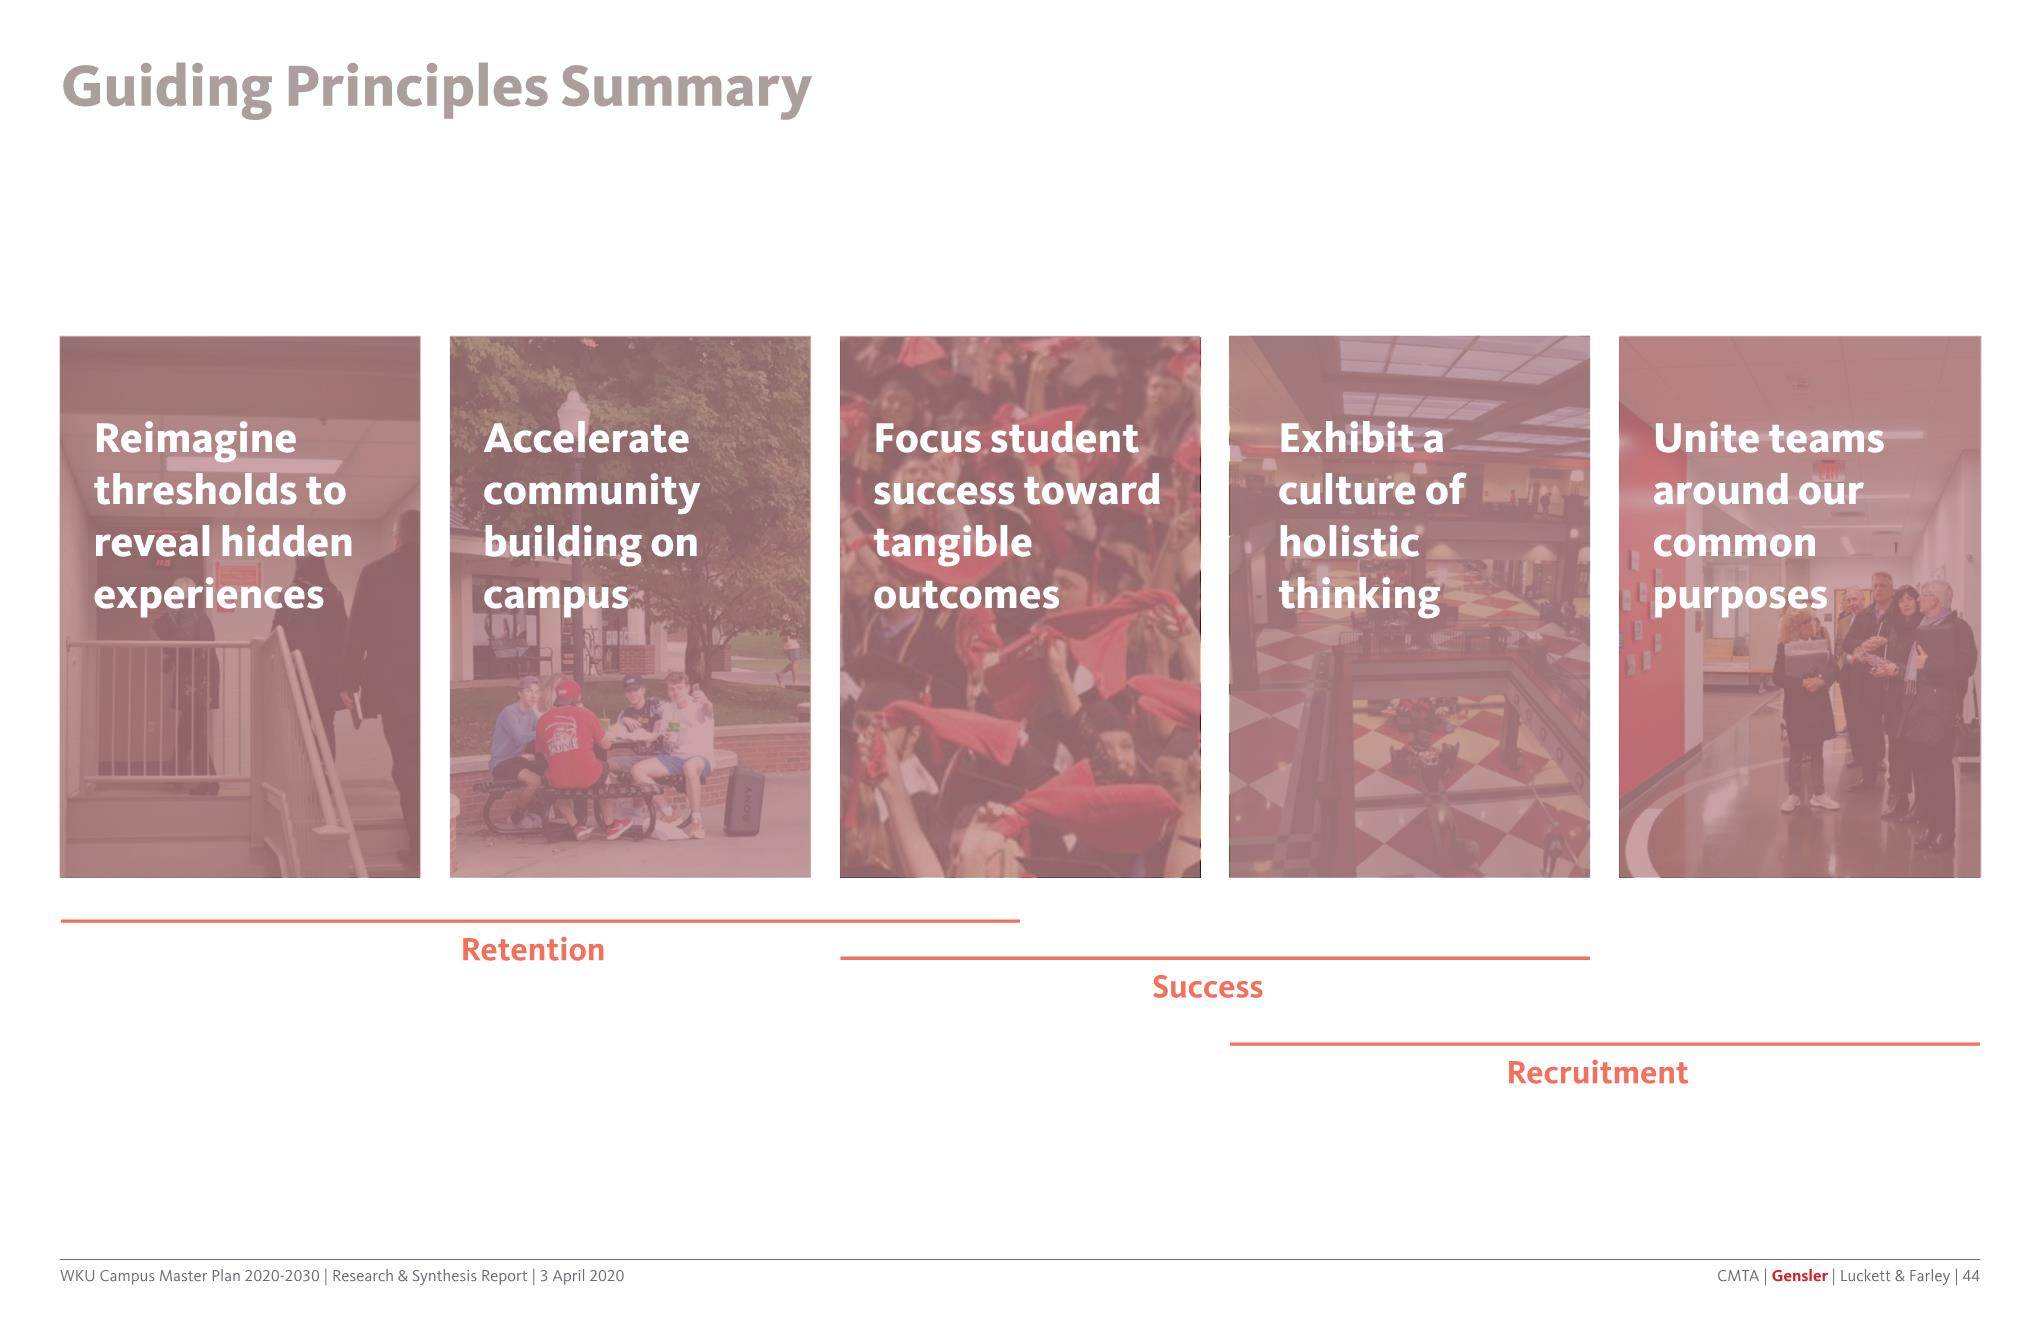 Guiding Principles Summary
Reimagine
thresholds to
reveal hidden
experiences
Accelerate
community
building on
campus
Focus student
success toward
tangible
outcomes
Exhibit a
culture of
holistic
thinking
Unite teams
around our
common
purposes
SONY
Retention
Success
Recruitment
WKU Campus Master Plan 2020-2030 | Research & Synthesis Report | 3 April 2020
CMTA | Gensler | Luckett & Farley | 44